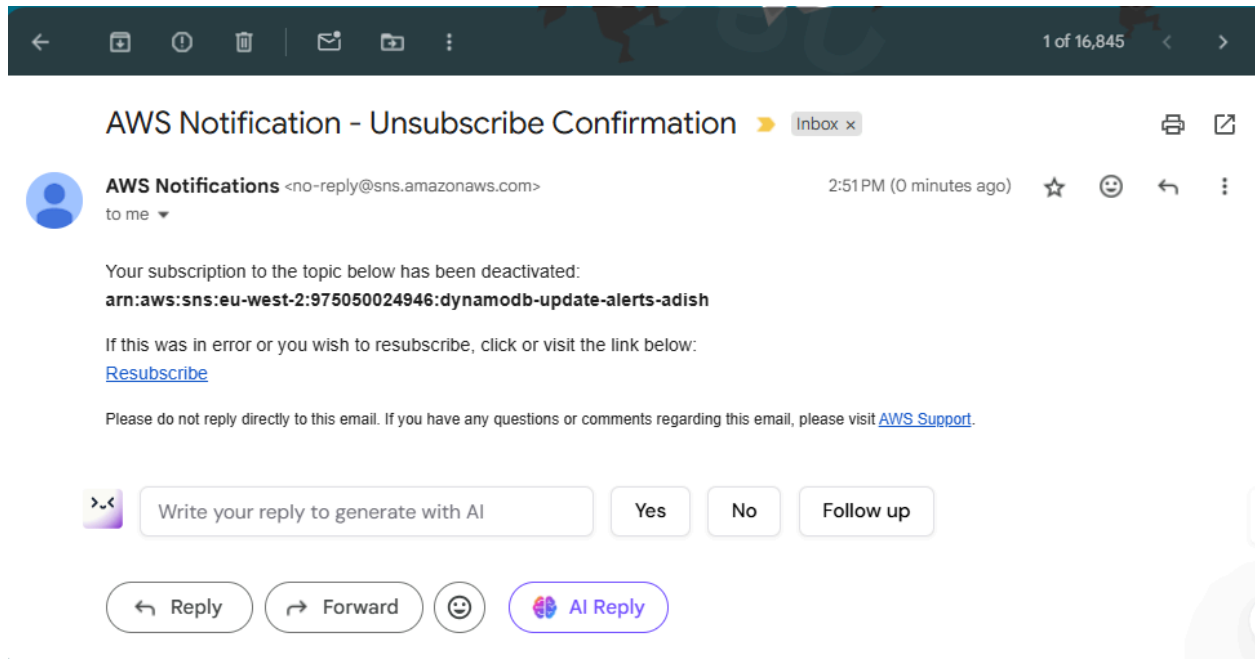 1 of 16,845
AWS Notification - Unsubscribe Confirmation Inbox x
AWS Notifications <no-reply@sns.amazonaws.com> 2:51 PM (0 minutes ago)
to me
Your subscription to the topic below has been deactivated:
arn:aws:sns:eu-west-2:975050024946:dynamodb-update-alerts-adish
If this was in error or you wish to resubscribe, click or visit the link below:
Resubscribe
Please do not reply directly to this email. If you have any questions or comments regarding this email, please visit AWS Support.
Write your reply to generate with AI Yes No Follow up
Reply Forward AI Reply